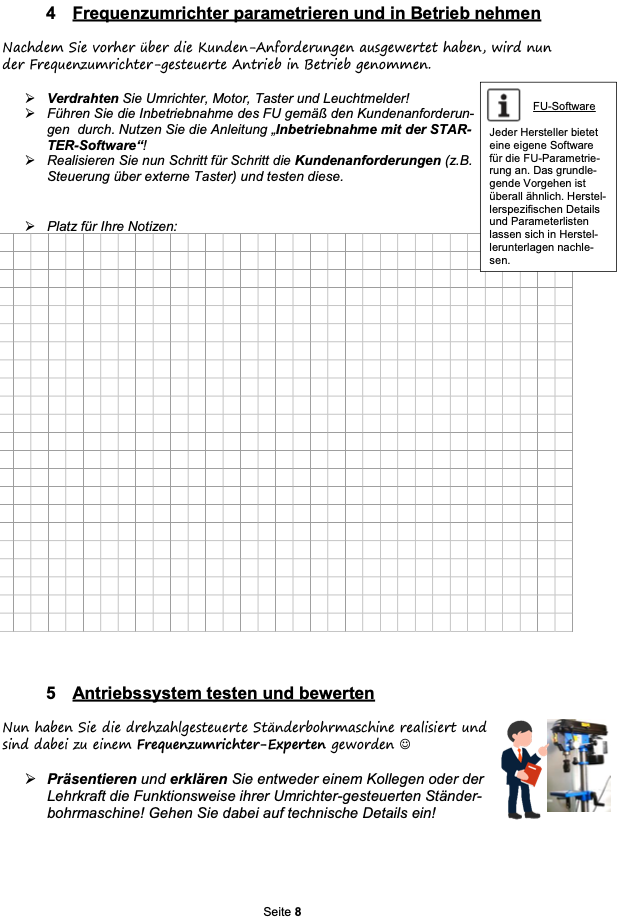 4 Frequenzumrichter parametrieren und in Betrieb nehmen
Nachdem Sie vorher über die Kunden-Anforderungen ausgewertet haben, wird nun
der Frequenzumrichter-gesteuerte Antrieb in Betrieb genommen.
➢ Verdrahten Sie Umrichter, Motor, Taster und Leuchtmelder!
➢ Führen Sie die Inbetriebnahme des FU gemäß den Kundenanforderun-
gen durch. Nutzen Sie die Anleitung „Inbetriebnahme mit der STAR-
TER-Software“!
➢ Realisieren Sie nun Schritt für Schritt die Kundenanforderungen (z.B.
Steuerung über externe Taster) und testen diese.
➢ Platz für Ihre Notizen:
i FU-Software
Jeder Hersteller bietet
eine eigene Software
für die FU-Parametrie-
rung an. Das grundle-
gende Vorgehen ist
überall ähnlich. Herstel-
lerspezifischen Details
und Parameterlisten
lassen sich in Herstel-
lerunterlagen nachle-
sen.
5 Antriebssystem testen und bewerten
Nun haben Sie die drehzahlgesteuerte Ständerbohrmaschine realisiert und
sind dabei zu einem Frequenzumrichter-Experten geworden ☺
➢ Präsentieren und erklären Sie entweder einem Kollegen oder der
Lehrkraft die Funktionsweise ihrer Umrichter-gesteuerten Ständer-
bohrmaschine! Gehen Sie dabei auf technische Details ein!
Seite 8